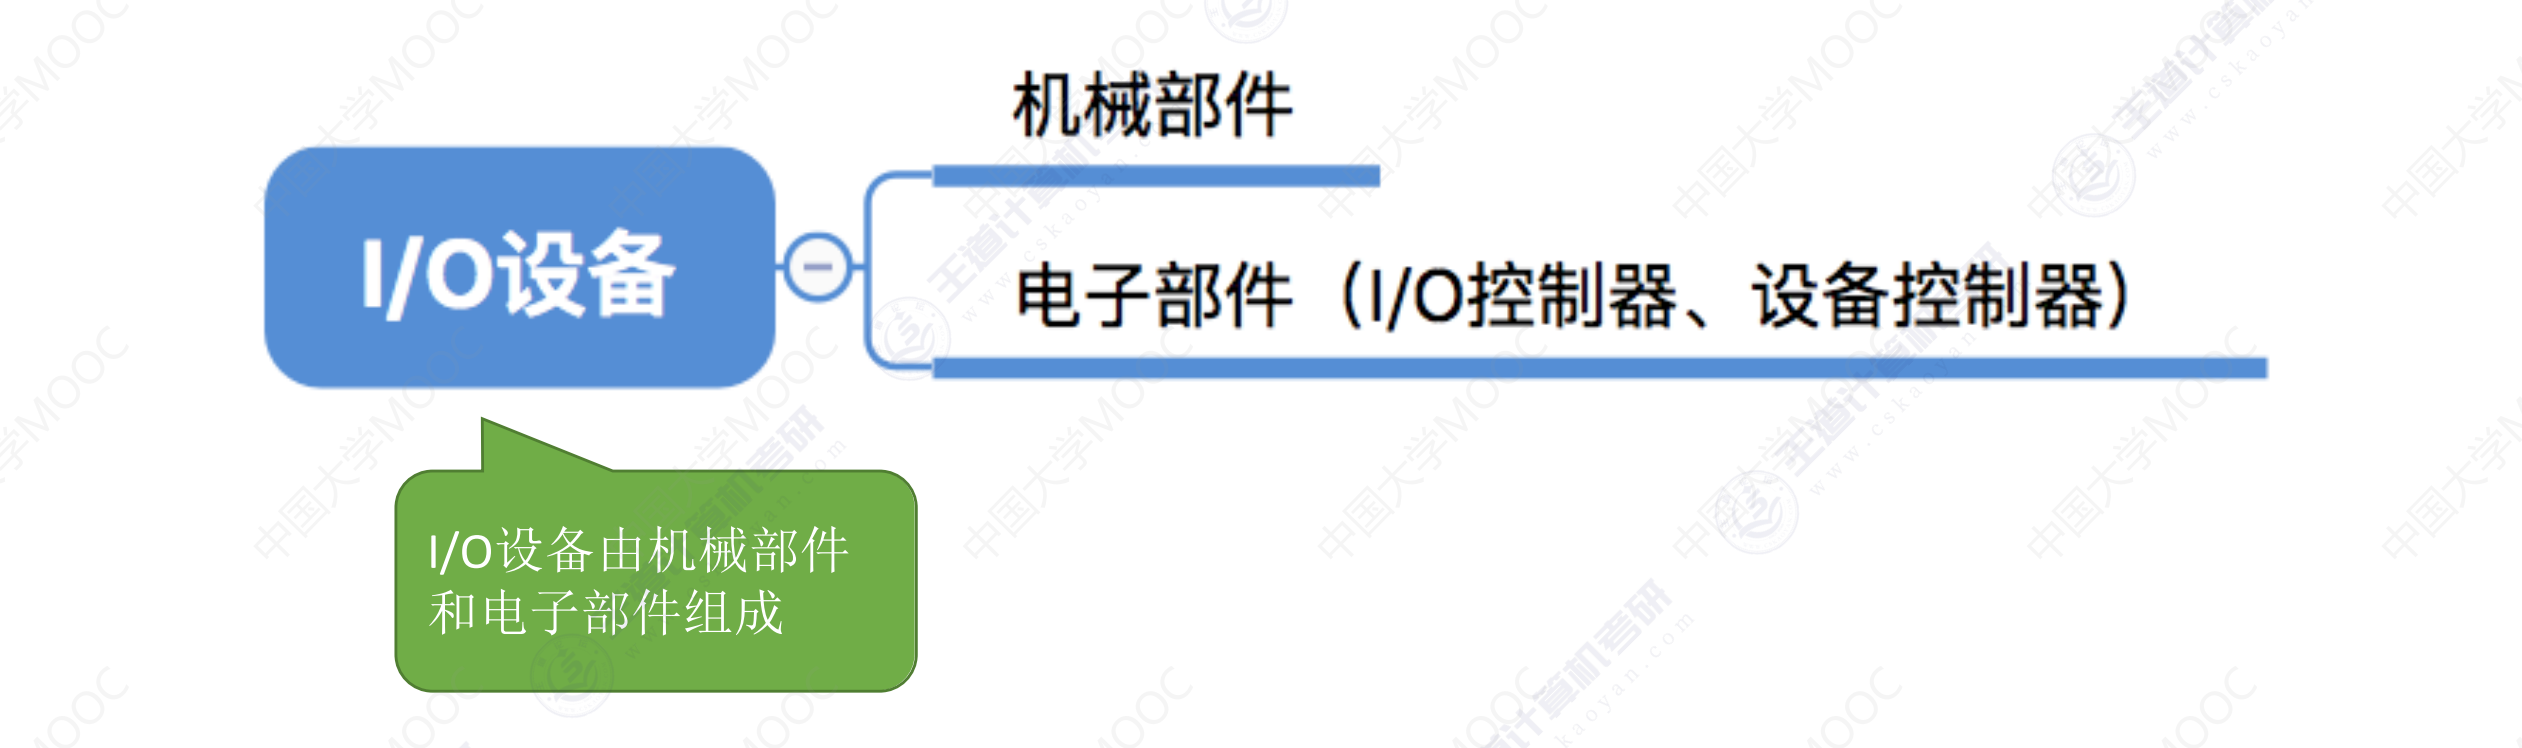 机械部件
I/O设备
电子部件（I/O控制器、设备控制器）
I/O设备由机械部件
和电子部件组成
中国大学MOOC
王道计算机考研
www.cskaoyan.com